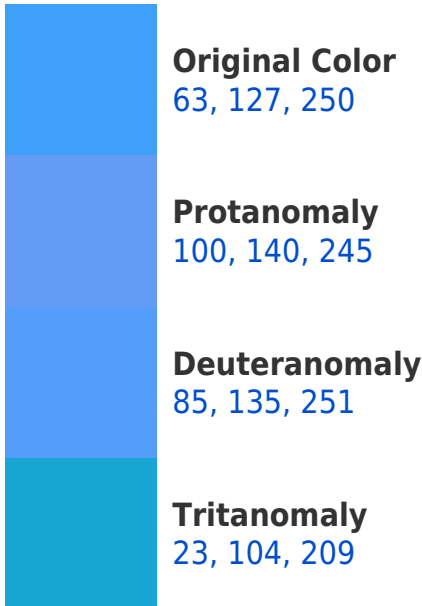 Original Color
63, 127, 250
Protanomaly
100, 140, 245
Deuteranomaly
85, 135, 251
Tritanomaly
23, 104, 209